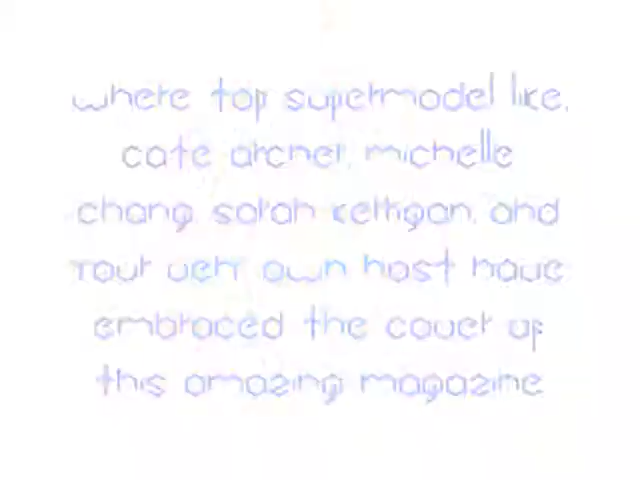 where top supermodel like,
cate archer, michelle
chang, sarah kerrigan, and
your very own host have
embraced the cover of
this amazing magazine